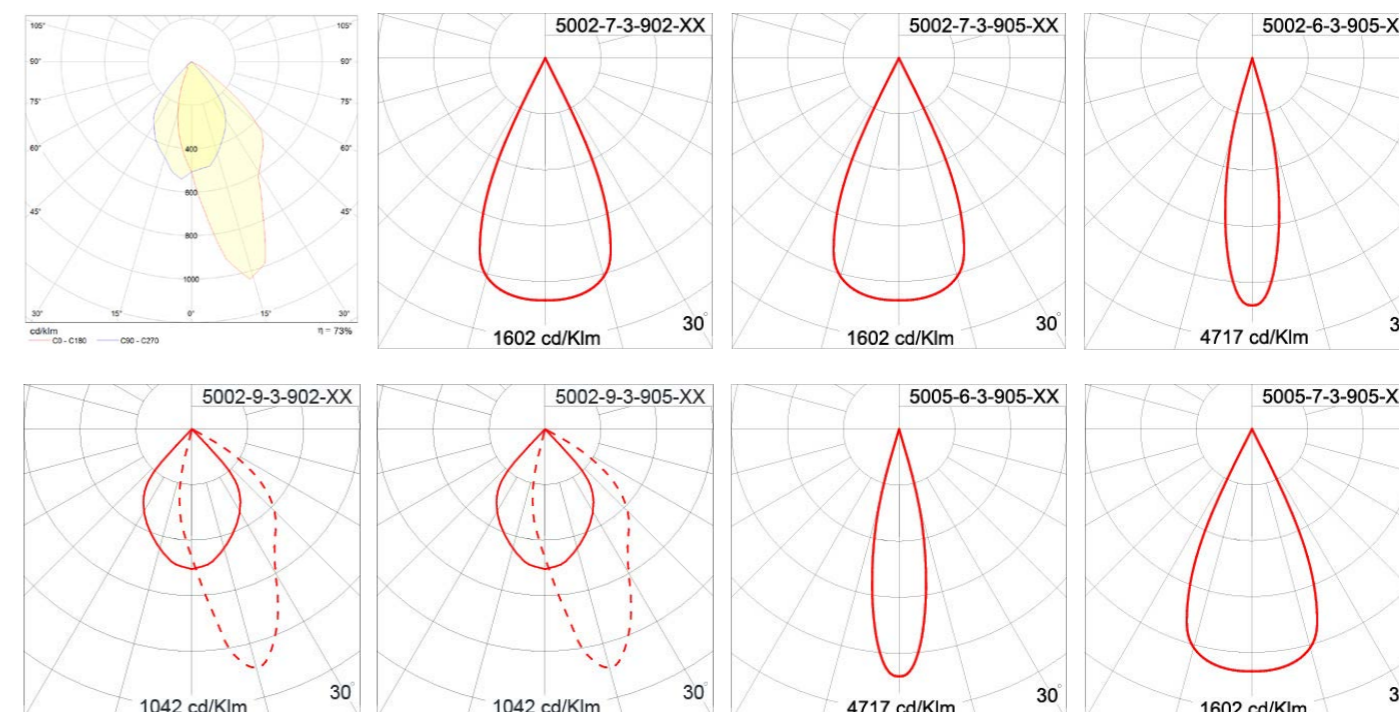 105° 105°
90° 90°
75° 75°
60° 60°
45° 45°
400
600
800
1000
30° 15° 0° 15° 30°
cd/klm η = 73%
C0 - C180 C90 - C270
5002-7-3-902-XX
30°
1602 cd/Klm
5002-7-3-905-XX
30°
1602 cd/Klm
5002-6-3-905-X
3
4717 cd/Klm
5002-9-3-902-XX
30°
1042 cd/Klm
5002-9-3-905-XX
30°
1042 cd/Klm
5005-6-3-905-XX
30°
4717 cd/Klm
5005-7-3-905-X
3
1602 cd/Klm